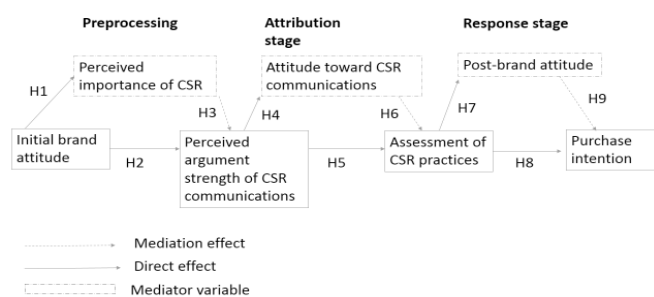 Preprocessing
Attribution
stage
Response stage
Perceived
importance of CSR
Attitude toward CSR
communications
Post-brand attitude
H1
H3
H4
H6
H7
H9
Initial brand
attitude
H2
Perceived
argument
strength of CSR
communications
H5
Assessment of
CSR practices
H8
Purchase
intention
Mediation effect
Direct effect
Mediator variable